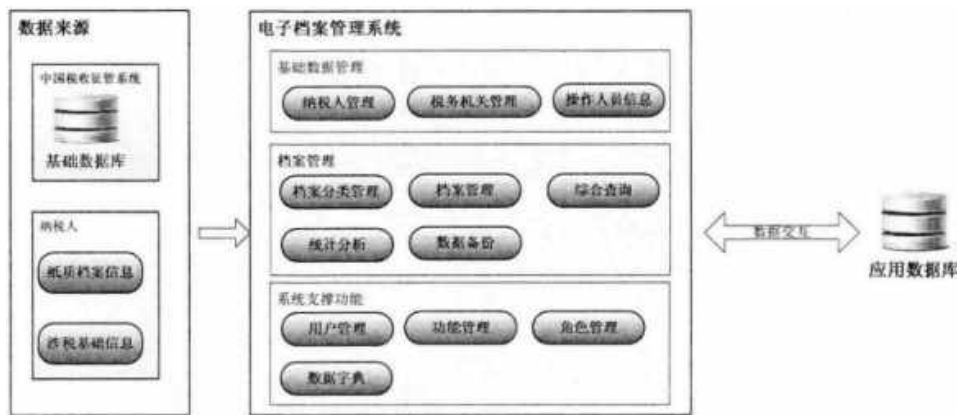 数据来源
中国税收征管系统
基础数据库
纳税人
纸质档案信息
涉税基础信息
电子档案管理系统
基础数据管理
纳税人管理
税务机关管理
操作人员信息
档案管理
档案分类管理
档案管理
综合查询
统计分析
数据备份
系统支撑功能
用户管理
功能管理
角色管理
数据字典
数据交互
应用数据库